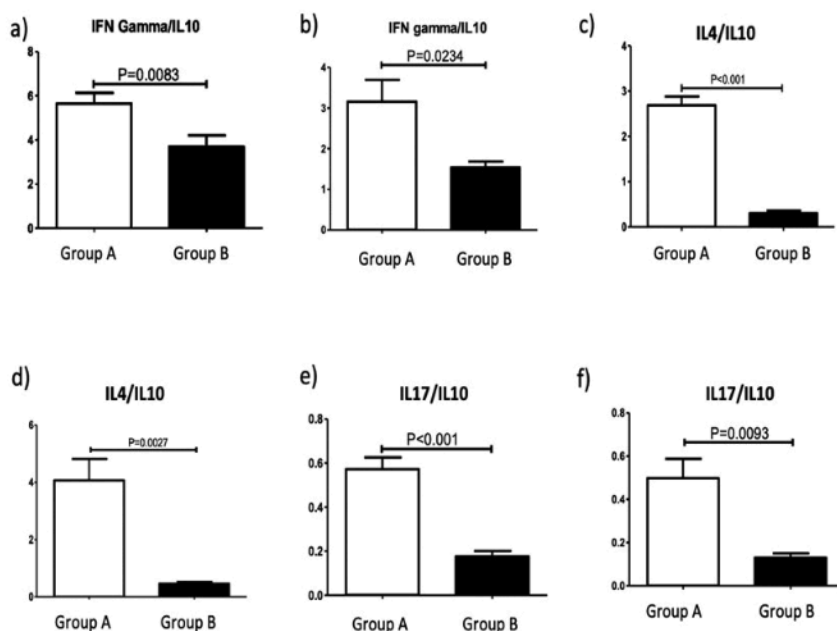 a)
IFN Gamma/IL10
8
6
4
2
0
P=0.0083
Group A
Group B
b)
IFN gamma/IL10
4
3
2
1
0
P=0.0234
Group A
Group B
c)
IL4/IL10
4
3
2
1
0
P<0.001
Group A
Group B
d)
IL4/IL10
6
4
2
0
P=0.0027
Group A
Group B
e)
IL17/IL10
0.8
0.6
0.4
0.2
0.0
P<0.001
Group A
Group B
f)
IL17/IL10
0.8
0.6
0.4
0.2
0.0
P=0.0093
Group A
Group B